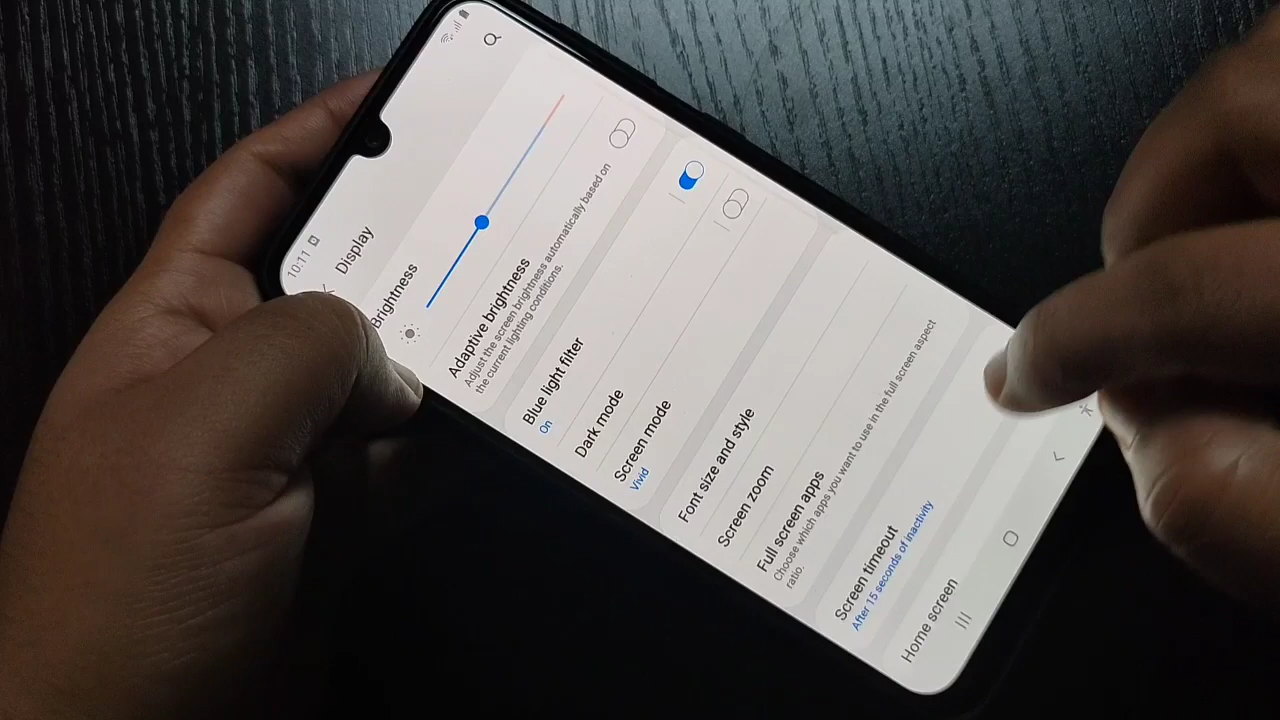 10:11
Display
Brightness
Adaptive brightness
Adjust the screen brightness automatically based on
the current lighting conditions.
Blue light filter
On
Dark mode
Screen mode
Vivid
Font size and style
Screen zoom
Full screen apps
Choose which apps you want to use in the full screen aspect
ratio.
Screen timeout
After 15 seconds of inactivity
Home screen